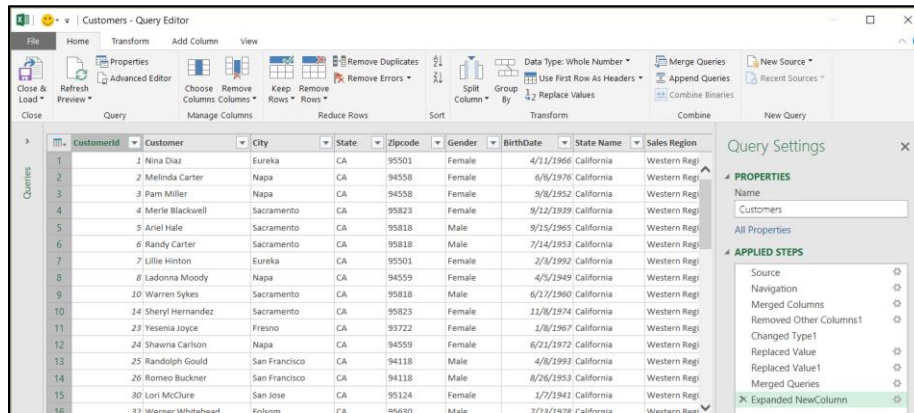 Customers - Query Editor
File Home Transform Add Column View
Close & Load
Refresh Preview
Properties
Advanced Editor
Choose Columns
Remove Columns
Keep Rows
Remove Rows
Remove Duplicates
Remove Errors
Split Column
Group By
Data Type: Whole Number
Use First Row As Headers
Replace Values
Merge Queries
Append Queries
Combine Binaries
New Source
Recent Sources
Close Query Manage Columns Reduce Rows Sort Transform Combine New Query
Queries
CustomerId Customer City State Zipcode Gender BirthDate State Name Sales Region
1 1 Nina Diaz Eureka CA 95501 Female 4/11/1966 California Western Regi
2 2 Melinda Carter Napa CA 94558 Female 6/6/1976 California Western Regi
3 3 Pam Miller Napa CA 94558 Female 9/8/1952 California Western Regi
4 4 Merle Blackwell Sacramento CA 95823 Female 9/12/1939 California Western Regi
5 5 Ariel Hale Sacramento CA 95818 Male 9/15/1965 California Western Regi
6 6 Randy Carter Sacramento CA 95818 Male 7/14/1953 California Western Regi
7 7 Lillie Hinton Eureka CA 95501 Female 2/3/1992 California Western Regi
8 8 Ladonna Moody Napa CA 94559 Female 4/5/1949 California Western Regi
9 10 Warren Sykes Sacramento CA 95818 Male 6/17/1960 California Western Regi
10 14 Sheryl Hernandez Sacramento CA 95823 Female 11/8/1974 California Western Regi
11 23 Yesenia Joyce Fresno CA 93722 Female 1/8/1967 California Western Regi
12 24 Shawna Carlson Napa CA 94559 Female 6/21/1972 California Western Regi
13 25 Randolph Gould San Francisco CA 94118 Male 4/8/1993 California Western Regi
14 26 Romeo Buckner San Francisco CA 94118 Male 8/26/1953 California Western Regi
15 30 Lori McClure San Jose CA 95124 Female 1/7/1941 California Western Regi
16 32 Werner Whitehead Folsom CA 95630 Male 7/23/1978 California Western Regi
Query Settings
PROPERTIES
Name
Customers
All Properties
APPLIED STEPS
Source
Navigation
Merged Columns
Removed Other Columns1
Changed Type1
Replaced Value
Replaced Value1
Merged Queries
Expanded NewColumn